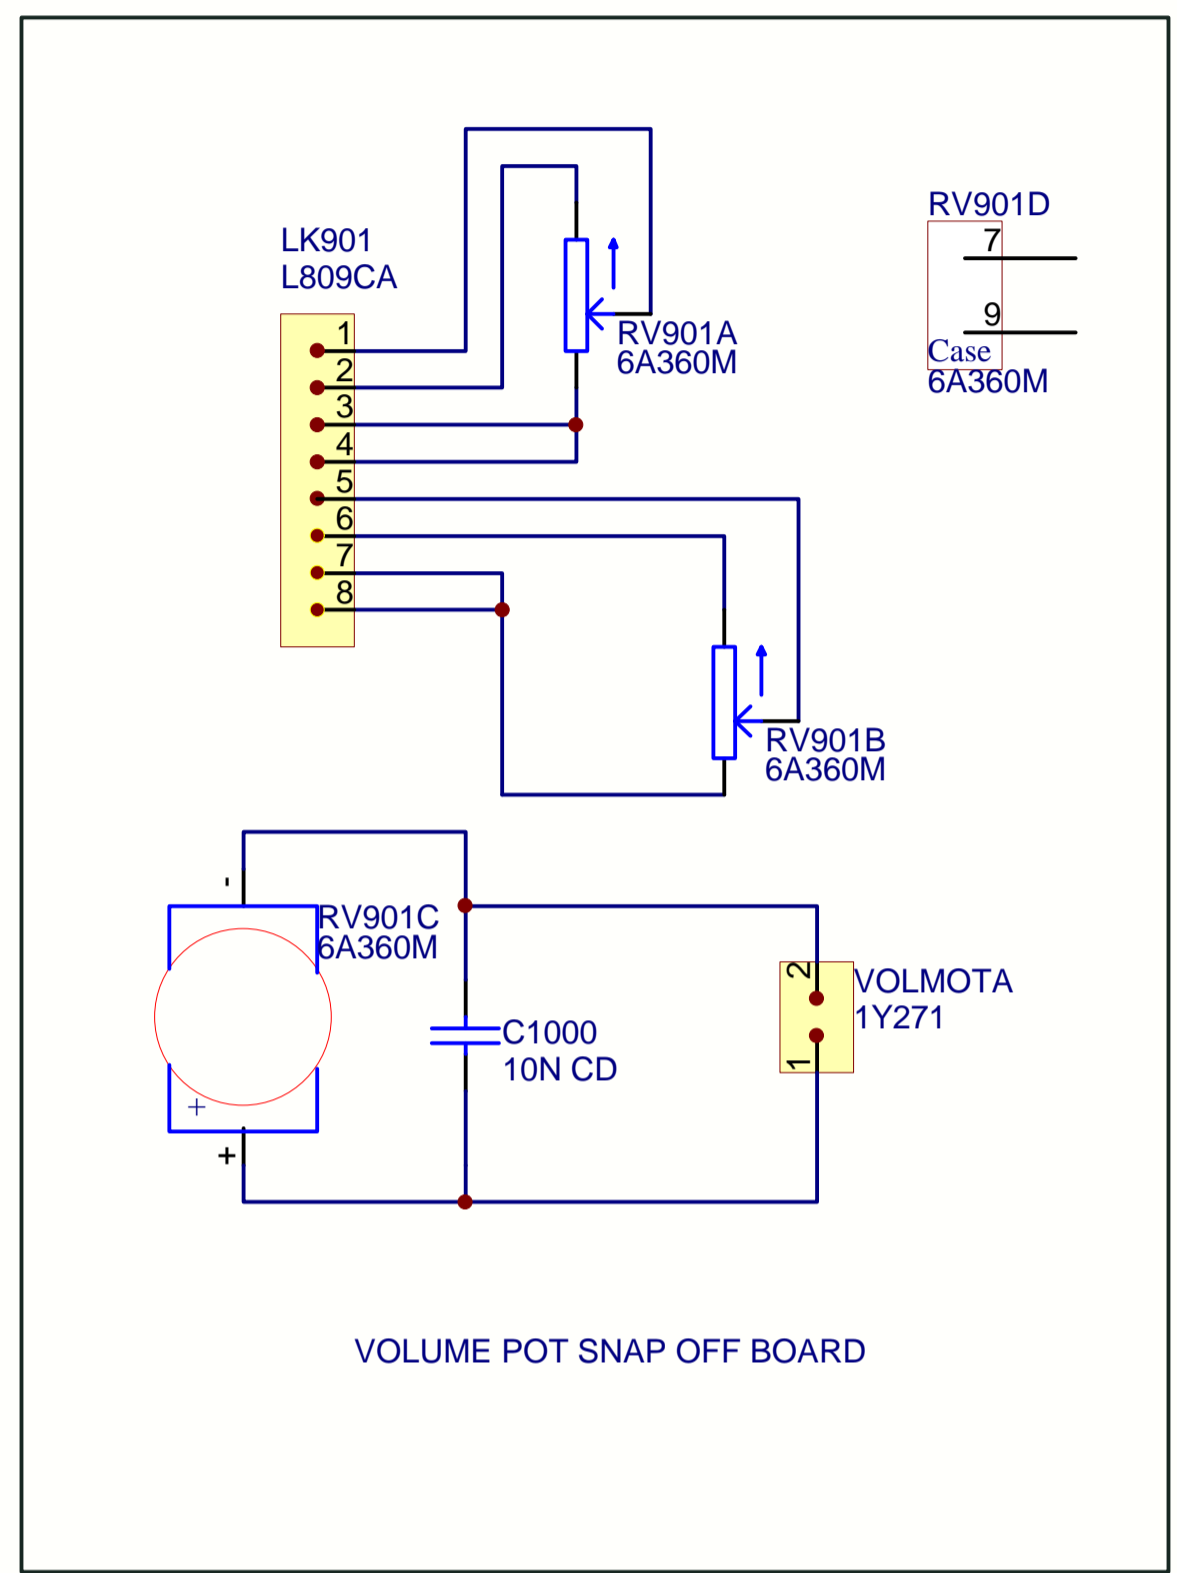 LK901
L809CA
1
2
3
4
5
6
7
8
RV901A
6A360M
RV901D
7
9
Case
6A360M
RV901B
6A360M
-
RV901C
6A360M
+
+
C1000
10N CD
2
1
VOLMOTA
1Y271
VOLUME POT SNAP OFF BOARD